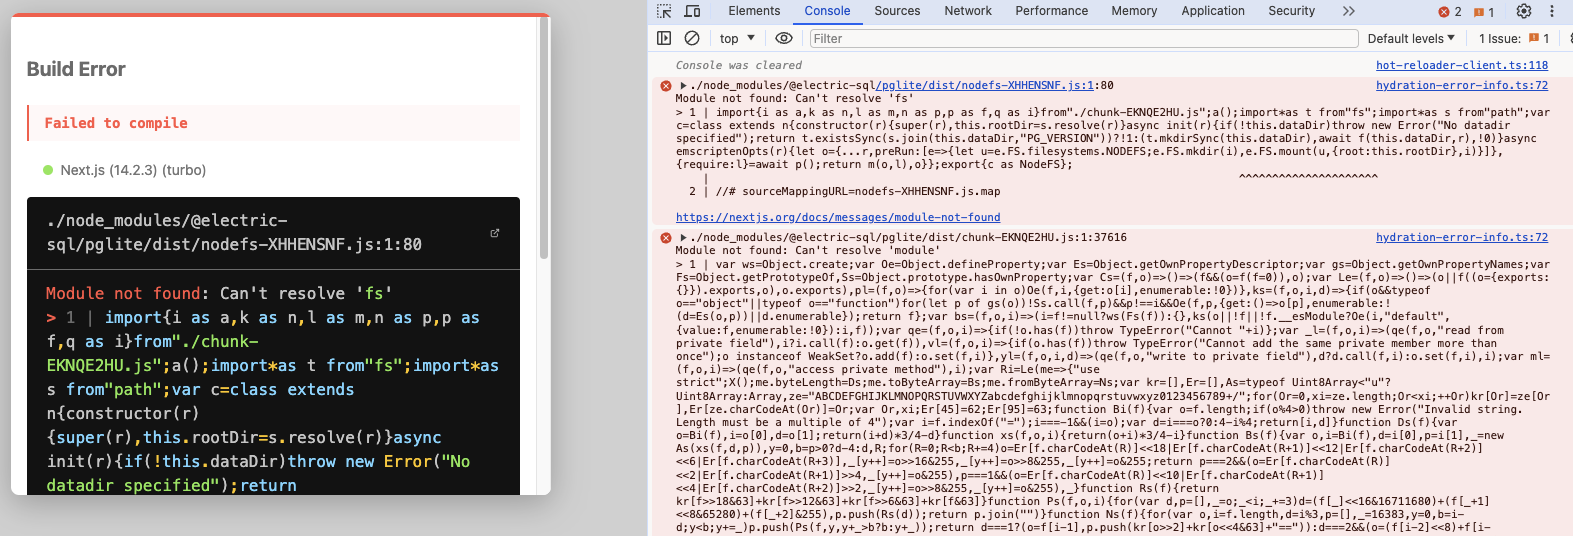 Build Error
Failed to compile
Next.js (14.2.3) (turbo)
./node_modules/@electric-
sql/pglite/dist/nodefs-XHHENSNF.js:1:80
Module not found: Can't resolve 'fs'
> 1 | import{i as a,k as n,l as m,n as p,p as
f,q as i}from"./chunk-
EKNQE2HU.js";a();import*as t from"fs";import*as
s from"path";var c=class extends
n{constructor(r)
{super(r),this.rootDir=s.resolve(r)}async
init(r){if(!this.dataDir)throw new Error("No
datadir specified");return
Elements Console Sources Network Performance Memory Application Security 2 1
top Filter Default levels 1 Issue: 1
Console was cleared hot-reloader-client.ts:118
./node_modules/@electric-sql/pglite/dist/nodefs-XHHENSNF.js:1:80 hydration-error-info.ts:72
Module not found: Can't resolve 'fs'
> 1 | import{i as a,k as n,l as m,n as p,p as f,q as i}from"./chunk-EKNQE2HU.js";a();import*as t from"fs";import*as s from"path";var
c=class extends n{constructor(r){super(r),this.rootDir=s.resolve(r)}async init(r){if(!this.dataDir)throw new Error("No datadir
specified");return t.existsSync(s.join(this.dataDir,"PG_VERSION"))?!1:(t.mkdirSync(this.dataDir),await f(this.dataDir,r),!0)}async
emscriptenOpts(r){let o={...r,preRun:[e=>{let u=e.FS.filesystems.NODEFS;e.FS.mkdir(i),e.FS.mount(u,{root:this.rootDir},i)}]},
{require:l}=await p();return m(o,l),o}};export{c as NodeFS};
| ^^^^^^^^^^^^^^^^^^^^^
2 | //# sourceMappingURL=nodefs-XHHENSNF.js.map
https://nextjs.org/docs/messages/module-not-found
./node_modules/@electric-sql/pglite/dist/chunk-EKNQE2HU.js:1:37616 hydration-error-info.ts:72
Module not found: Can't resolve 'module'
> 1 | var ws=Object.create;var Oe=Object.defineProperty;var Es=Object.getOwnPropertyDescriptor;var gs=Object.getOwnPropertyNames;var
Fs=Object.getPrototypeOf,Ss=Object.prototype.hasOwnProperty;var Cs=(f,o)=>()=>(f&&(o=f(f=0)),o);var Le=(f,o)=>()=>(o||f((o={exports:
{}}).exports,o),o.exports),pl=(f,o)=>{for(var i in o)Oe(f,i,{get:o[i],enumerable:!0})},ks=(f,o,i,d)=>{if(o&&typeof
o=="object"||typeof o=="function")for(let p of gs(o))!Ss.call(f,p)&&p!==i&&Oe(f,p,{get:()=>o[p],enumerable:!
(d=Es(o,p))||d.enumerable});return f};var bs=(f,o,i)=>(i=f!=null?ws(Fs(f)):{},ks(o||!f||!f.__esModule?Oe(i,"default",
{value:f,enumerable:!0}):i,f));var qe=(f,o,i)=>{if(!o.has(f))throw TypeError("Cannot "+i)};var _l=(f,o,i)=>(qe(f,o,"read from
private field"),i?i.call(f):o.get(f)),vl=(f,o,i)=>{if(o.has(f))throw TypeError("Cannot add the same private member more than
once");o instanceof WeakSet?o.add(f):o.set(f,i)},yl=(f,o,i,d)=>(qe(f,o,"write to private field"),d?d.call(f,i):o.set(f,i),i);var ml=
(f,o,i)=>(qe(f,o,"access private method"),i);var Ri=Le(me=>{"use
strict";X();me.byteLength=Ds;me.toByteArray=Bs;me.fromByteArray=Ns;var kr=[],Er=[],As=typeof Uint8Array<"u"?
Uint8Array:Array,ze="ABCDEFGHIJKLMNOPQRSTUVWXYZabcdefghijklmnopqrstuvwxyz0123456789+/";for(Or=0,xi=ze.length;Or<xi;++Or)kr[Or]=ze[Or
],Er[ze.charCodeAt(Or)]=Or;var Or,xi;Er[45]=62;Er[95]=63;function Bi(f){var o=f.length;if(o%4>0)throw new Error("Invalid string.
Length must be a multiple of 4");var i=f.indexOf("=");i===-1&&(i=o);var d=i===o?0:4-i%4;return[i,d]}function Ds(f){var
o=Bi(f),i=o[0],d=o[1];return(i+d)*3/4-d}function xs(f,o,i){return(o+i)*3/4-i}function Bs(f){var o,i=Bi(f),d=i[0],p=i[1],_=new
As(xs(f,d,p)),y=0,b=p>0?d-4:d,R;for(R=0;R<b;R+=4)o=Er[f.charCodeAt(R)]<<18|Er[f.charCodeAt(R+1)]<<12|Er[f.charCodeAt(R+2)]
<<6|Er[f.charCodeAt(R+3)],_[y++]=o>>16&255,_[y++]=o>>8&255,_[y++]=o&255;return p===2&&(o=Er[f.charCodeAt(R)]
<<2|Er[f.charCodeAt(R+1)]>>4,_[y++]=o&255),p===1&&(o=Er[f.charCodeAt(R)]<<10|Er[f.charCodeAt(R+1)]
<<4|Er[f.charCodeAt(R+2)]>>2,_[y++]=o>>8&255,_[y++]=o&255),_}function Rs(f){return
kr[f>>18&63]+kr[f>>12&63]+kr[f>>6&63]+kr[f&63]}function Ps(f,o,i){for(var d,p=[],_=o;_<i;_+=3)d=(f[_]<<16&16711680)+(f[_+1]
<<8&65280)+(f[_+2]&255),p.push(Rs(d));return p.join("")}function Ns(f){for(var o,i=f.length,d=i%3,p=[],_=16383,y=0,b=i-
d;y<b;y+=_)p.push(Ps(f,y,y+_>b?b:y+_));return d===1?(o=f[i-1],p.push(kr[o>>2]+kr[o<<4&63]+"==")):d===2&&(o=(f[i-2]<<8)+f[i-